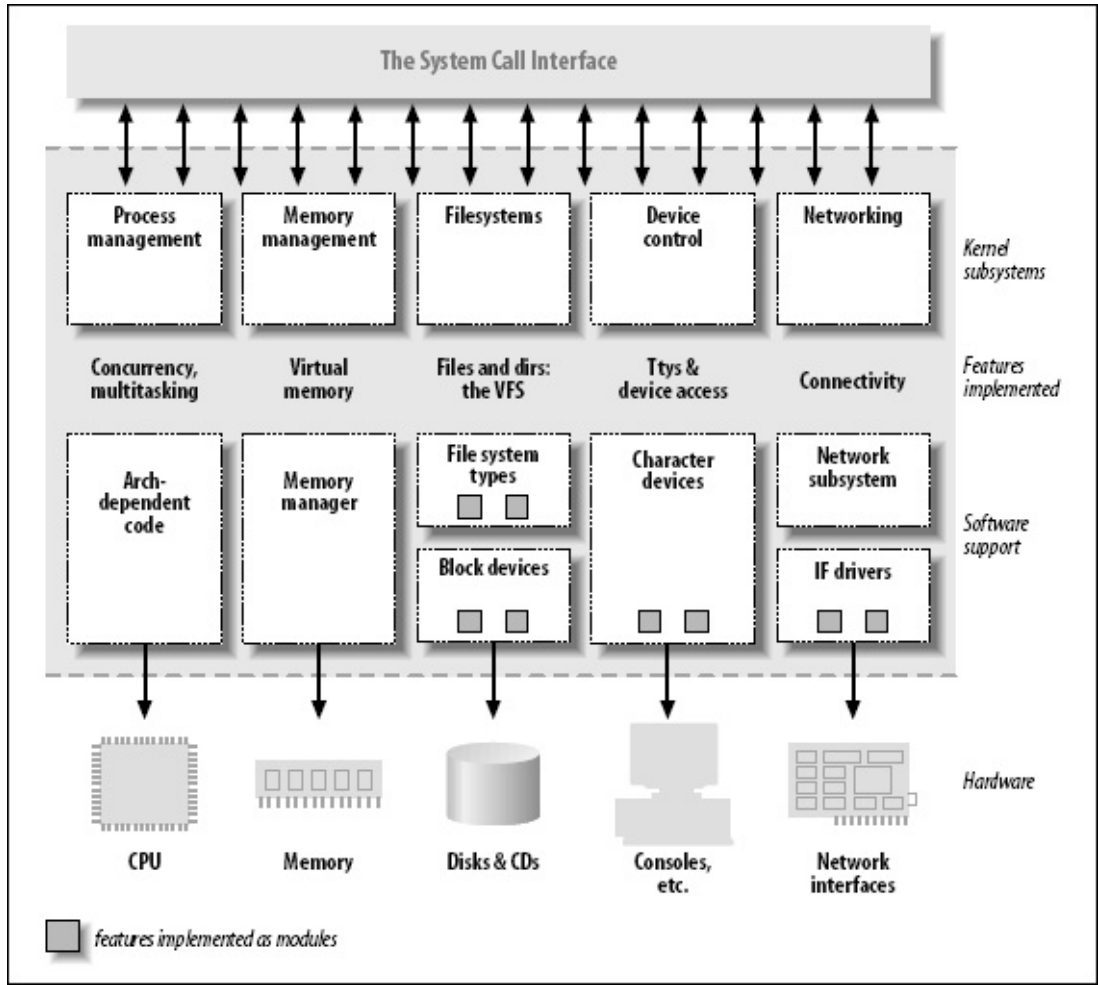 The System Call Interface
Process
management
Memory
management
Filesystems
Device
control
Networking
Kernel
subsystems
Concurrency,
multitasking
Virtual
memory
Files and dirs:
the VFS
Ttys &
device access
Connectivity
Features
implemented
Arch-
dependent
code
Memory
manager
File system
types
Block devices
Character
devices
Network
subsystem
IF drivers
Software
support
CPU
Memory
Disks & CDs
Consoles,
etc.
Network
interfaces
Hardware
features implemented as modules